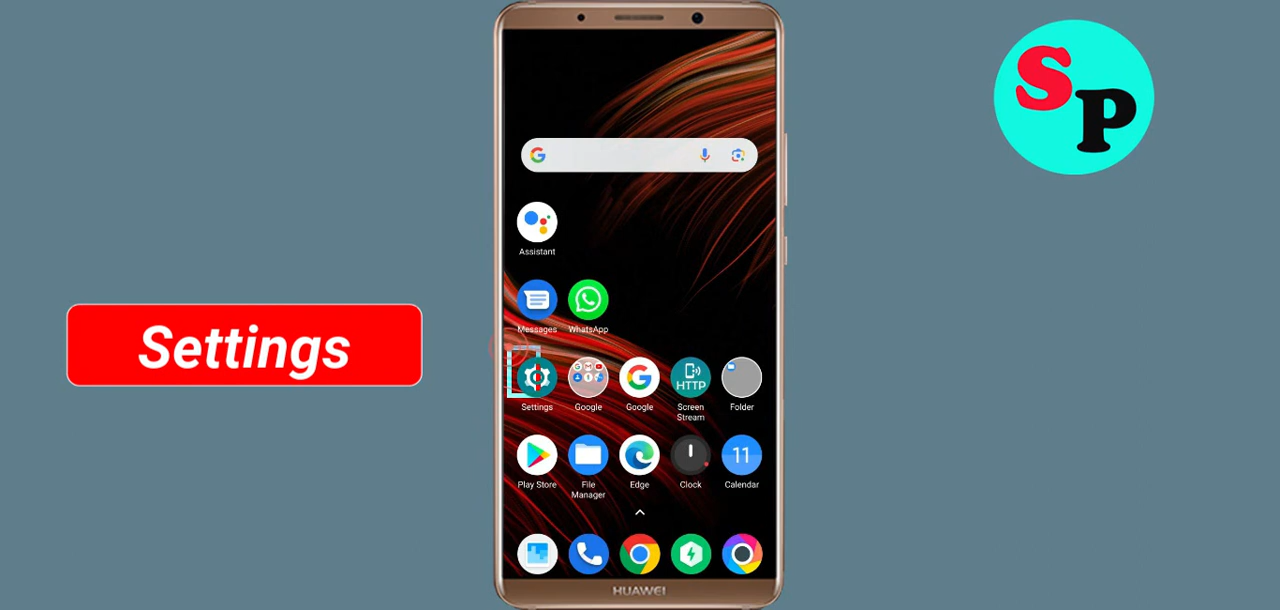 S
P
Assistant
Messages
WhatsApp
Settings
Settings
Google
Google
HTTP
Screen
Stream
Folder
11
Play Store
File
Manager
Edge
Clock
Calendar
HUAWEI